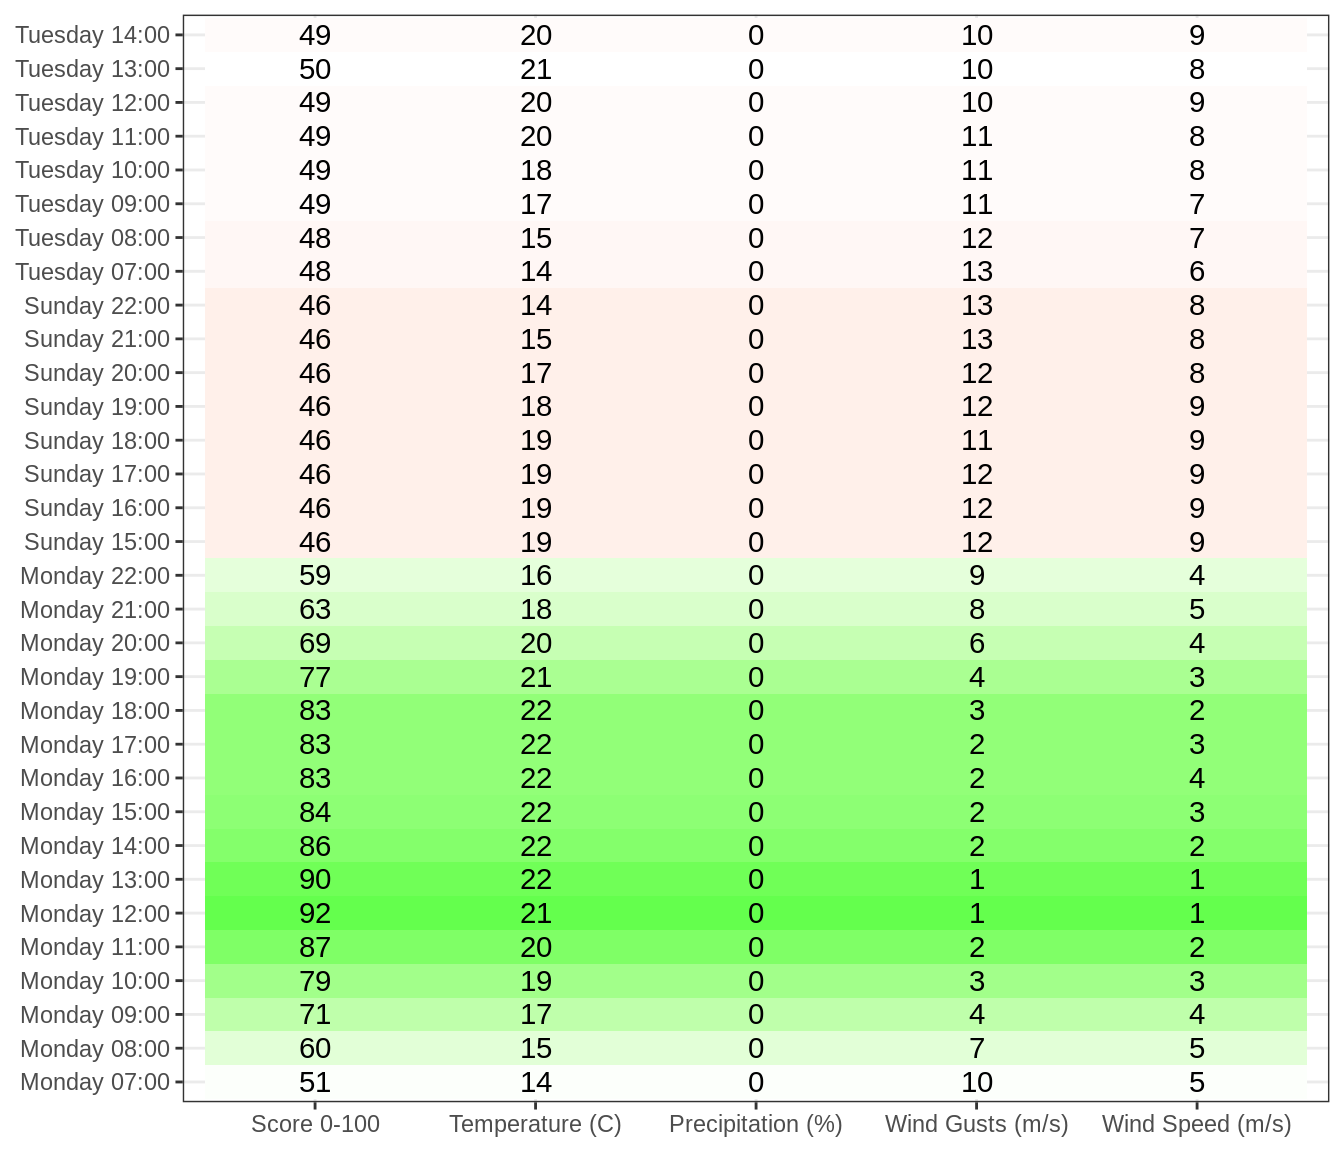 Tuesday 14:00 49 20 0 10 9
Tuesday 13:00 50 21 0 10 8
Tuesday 12:00 49 20 0 10 9
Tuesday 11:00 49 20 0 11 8
Tuesday 10:00 49 18 0 11 8
Tuesday 09:00 49 17 0 11 7
Tuesday 08:00 48 15 0 12 7
Tuesday 07:00 48 14 0 13 6
Sunday 22:00 46 14 0 13 8
Sunday 21:00 46 15 0 13 8
Sunday 20:00 46 17 0 12 8
Sunday 19:00 46 18 0 12 9
Sunday 18:00 46 19 0 11 9
Sunday 17:00 46 19 0 12 9
Sunday 16:00 46 19 0 12 9
Sunday 15:00 46 19 0 12 9
Monday 22:00 59 16 0 9 4
Monday 21:00 63 18 0 8 5
Monday 20:00 69 20 0 6 4
Monday 19:00 77 21 0 4 3
Monday 18:00 83 22 0 3 2
Monday 17:00 83 22 0 2 3
Monday 16:00 83 22 0 2 4
Monday 15:00 84 22 0 2 3
Monday 14:00 86 22 0 2 2
Monday 13:00 90 22 0 1 1
Monday 12:00 92 21 0 1 1
Monday 11:00 87 20 0 2 2
Monday 10:00 79 19 0 3 3
Monday 09:00 71 17 0 4 4
Monday 08:00 60 15 0 7 5
Monday 07:00 51 14 0 10 5
Score 0-100 Temperature (C) Precipitation (%) Wind Gusts (m/s) Wind Speed (m/s)